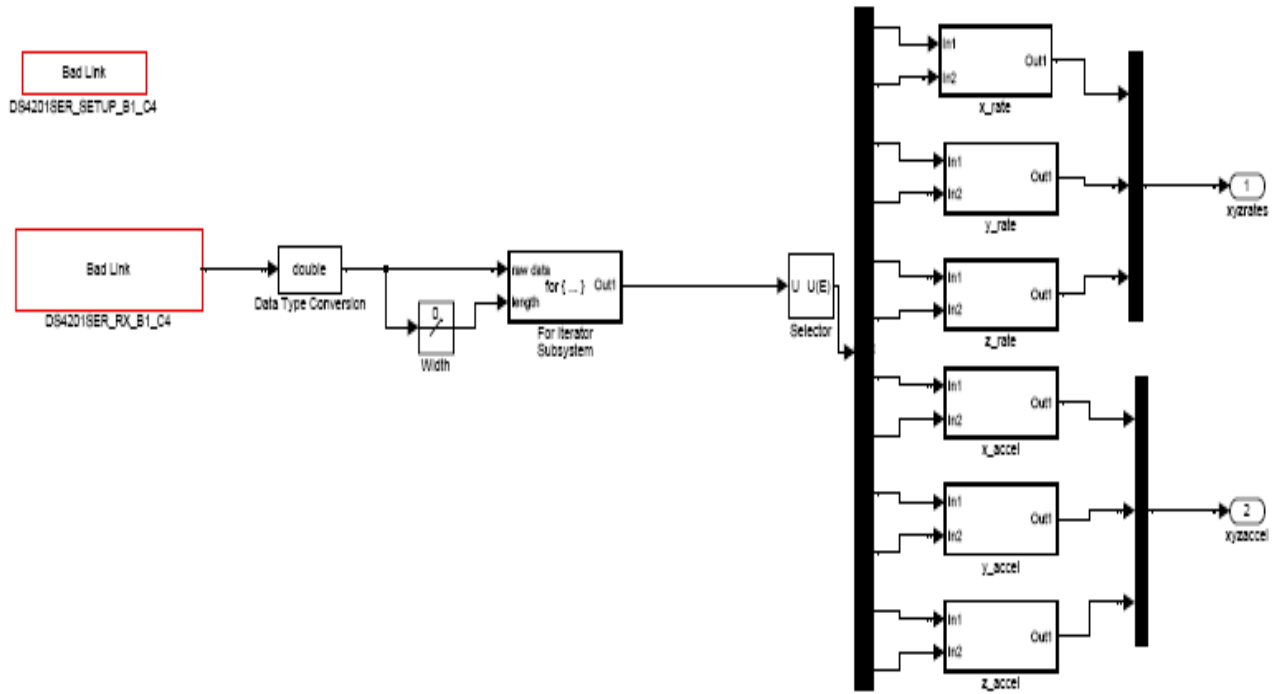 Bad Link
DS4201SER_SETUP_B1_C4
Bad Link
DS4201SER_RX_B1_C4
double
Data Type Conversion
0
Width
raw data
for { ... }
Out1
length
For Iterator
Subsystem
U U(E)
Selector
In1
Out1
In2
x_rate
In1
Out1
In2
y_rate
In1
Out1
In2
z_rate
In1
Out1
In2
x_accel
In1
Out1
In2
y_accel
In1
Out1
In2
z_accel
1
xyzrates
2
xyzaccel